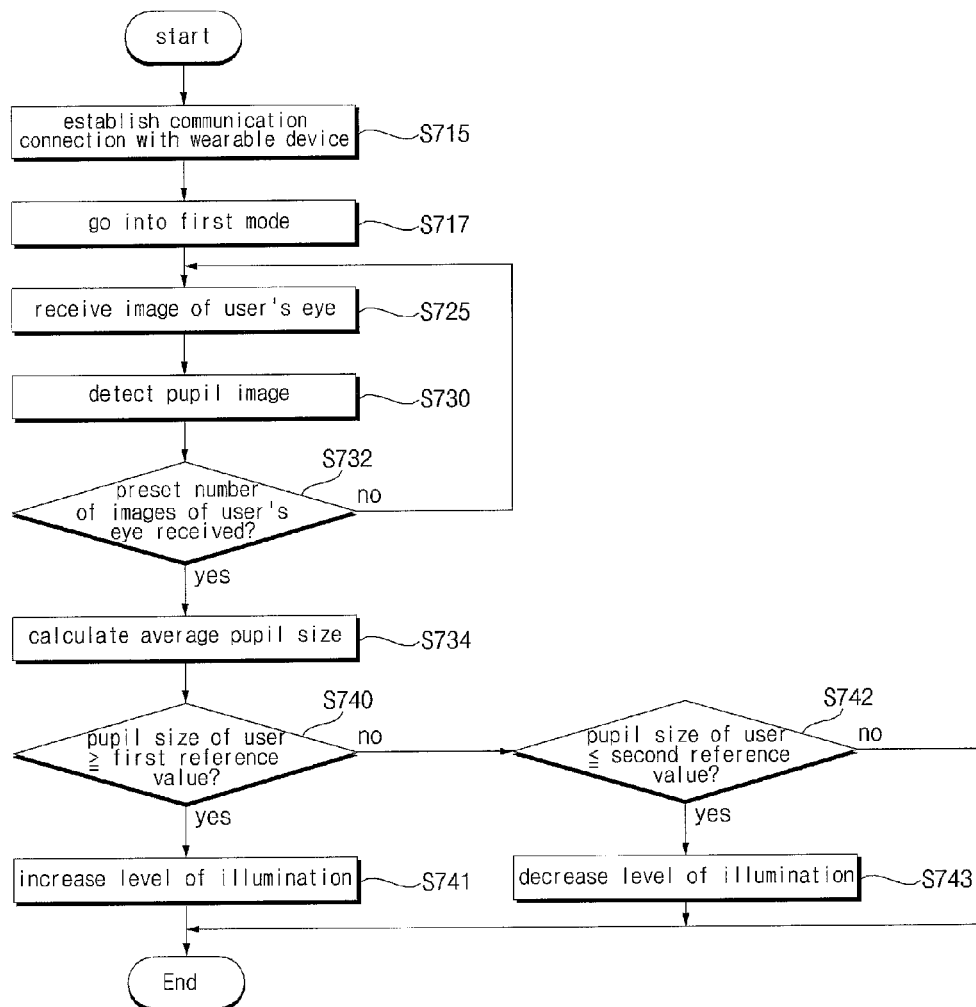 start
establish communication
connection with wearable device
S715
go into first mode
S717
receive image of user's eye
S725
detect pupil image
S730
S732
preset number
of images of user's
eye received?
no
yes
calculate average pupil size
S734
S740
pupil size of user
≧ first reference
value?
no
yes
S742
pupil size of user
≦ second reference
value?
no
yes
increase level of illumination
S741
decrease level of illumination
S743
End